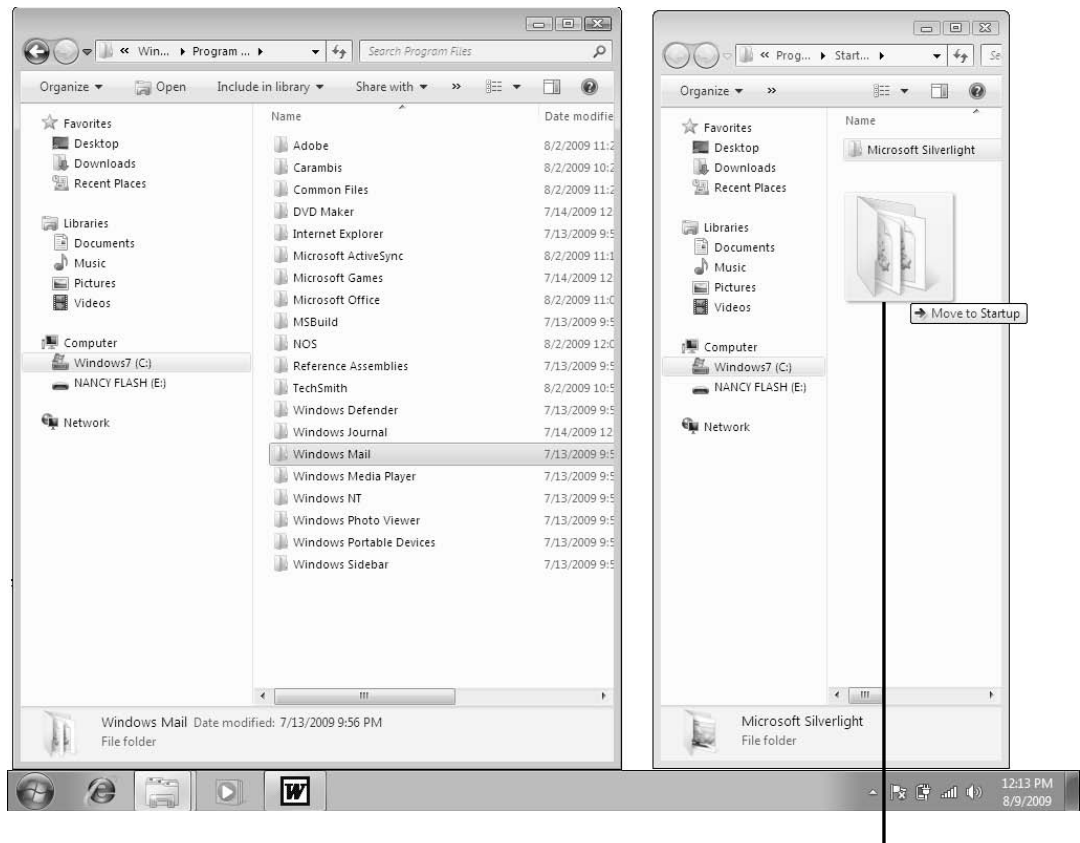 « Win... ▸ Program ... ▸
Search Program Files
Organize ▾
Open
Include in library ▾
Share with ▾
»
Favorites
Desktop
Downloads
Recent Places
Libraries
Documents
Music
Pictures
Videos
Computer
Windows7 (C:)
NANCY FLASH (E:)
Network
Name Date modifie
Adobe 8/2/2009 11:2
Carambis 8/2/2009 10:2
Common Files 8/2/2009 11:2
DVD Maker 7/14/2009 12
Internet Explorer 7/13/2009 9:5
Microsoft ActiveSync 8/2/2009 11:1
Microsoft Games 7/14/2009 12
Microsoft Office 8/2/2009 11:0
MSBuild 7/13/2009 9:5
NOS 8/2/2009 12:0
Reference Assemblies 7/13/2009 9:5
TechSmith 8/2/2009 10:5
Windows Defender 7/13/2009 9:5
Windows Journal 7/14/2009 12
Windows Mail 7/13/2009 9:5
Windows Media Player 7/13/2009 9:5
Windows NT 7/13/2009 9:5
Windows Photo Viewer 7/13/2009 9:5
Windows Portable Devices 7/13/2009 9:5
Windows Sidebar 7/13/2009 9:5
Windows Mail Date modified: 7/13/2009 9:56 PM
File folder
« Prog... ▸ Start... ▸
Se
Organize ▾ »
Favorites
Desktop
Downloads
Recent Places
Libraries
Documents
Music
Pictures
Videos
Computer
Windows7 (C:)
NANCY FLASH (E:)
Network
Name
Microsoft Silverlight
Move to Startup
Microsoft Silverlight
File folder
W
12:13 PM
8/9/2009